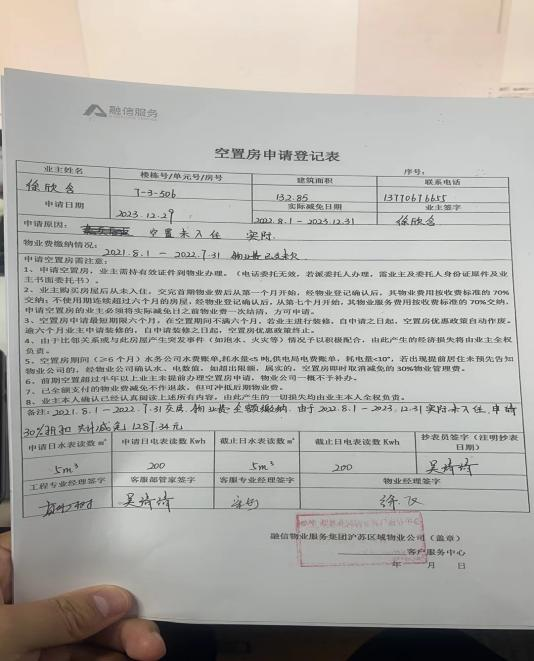 融信服务
空置房申请登记表
序号：
业主姓名 楼栋号/单元号/房号 建筑面积 联系电话
徐欣含 7-3-506 132.85 13770676655
申请日期 实际减免日期 业主签字
2023.12.29 2022.8.1-2023.12.31 徐欣含
申请原因： 空置未入住 实际
物业费缴纳情况：2021.8.1-2022.7.31 物业费已交
申请空置房需注意：
1、申请空置房，业主需持有效证件到物业办理。（电话委托无效，若派委托人办理，需业主及委托人身份证原件及业
主书面委托书）
2、业主购买房屋后从未入住，交完首期物业费后从第一个月开始，经物业登记确认后，其费用按收费标准的70%
交纳；不使用期连续超过六个月的房屋，经物业登记确认后，从第七个月开始，其物业服务费用按收费标准的70%交纳，
申请空置房的业主必须将实际减免日之前物业费一次结清，方可申请。
3、空置房申请最短期限六个月，在空置期间不满六个月，若业主进行装修，自申请之日起，空置房优惠政策自动作废。
逾六个月业主申请装修的，自申请装修之日起，空置房优惠政策终止。
4、由于比邻关系或与此房屋产生突发事件（如泡水、火灾等）情况予以积极配合，由此产生的经济损失将由业主全权
负责。
5、空置房期间（≥6个月）水务公司水费账单,耗水量<5吨,供电局电费账单，耗电量<10°。若出现提前居住未预告知
物业公司的，经物业公司确认水、电数值，如超出限额，属实的，空置房即时取消减免的30%物业管理费。
6、前期空置超过半年以上业主未提前办理空置房申请，物业公司一概不予补办。
7、已全额支付的物业费减免不作退款，但可冲抵后期物业费。
8、业主本人确认已经认真阅读上述所有内容，由此产生的一切损失均由业主本人全权负责。
备注：2021.8.1-2022.7.31 物业费全额缴纳，由于2022.8.1-2023.12.31实际未入住，申请
30%折扣 共计减免1287.34元
申请日水表读数 m³ 申请日电表读数 Kwh 截止日水表读数 m³ 截止日电表读数 Kwh 抄表员签字（注明抄表
日期）
5m³ 200 5m³ 200 吴琦琦
工程专业经理签字 客服部管家签字 客服专业经理签字 物业经理签字
吴琦琦
融信物业服务集团沪苏区域物业公司（盖章）
客户服务中心
年 月 日